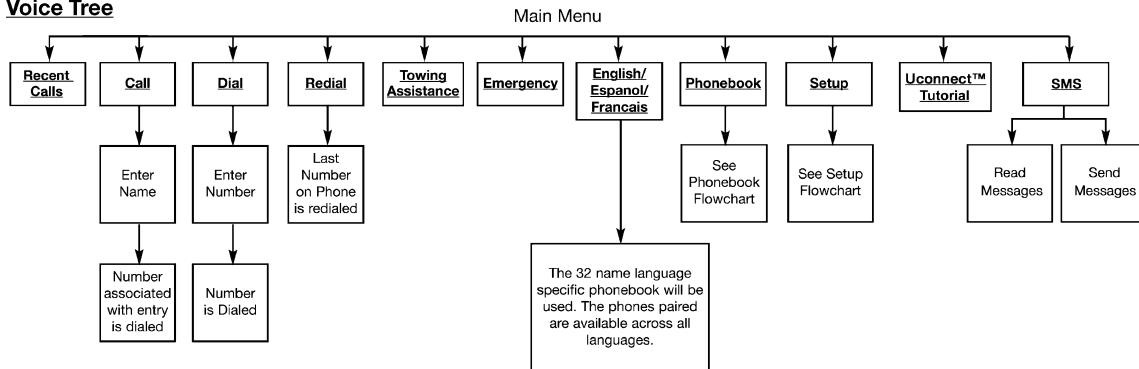 Voice Tree
Main Menu
Recent
Calls
Call
Dial
Redial
Towing
Assistance
Emergency
English/
Espanol/
Francais
Phonebook
Setup
Uconnect™
Tutorial
SMS
Enter
Name
Enter
Number
Last
Number
on Phone
is redialed
See
Phonebook
Flowchart
See Setup
Flowchart
Read
Messages
Send
Messages
Number
associated
with entry
is dialed
Number
is Dialed
The 32 name language
specific phonebook will be
used. The phones paired
are available across all
languages.